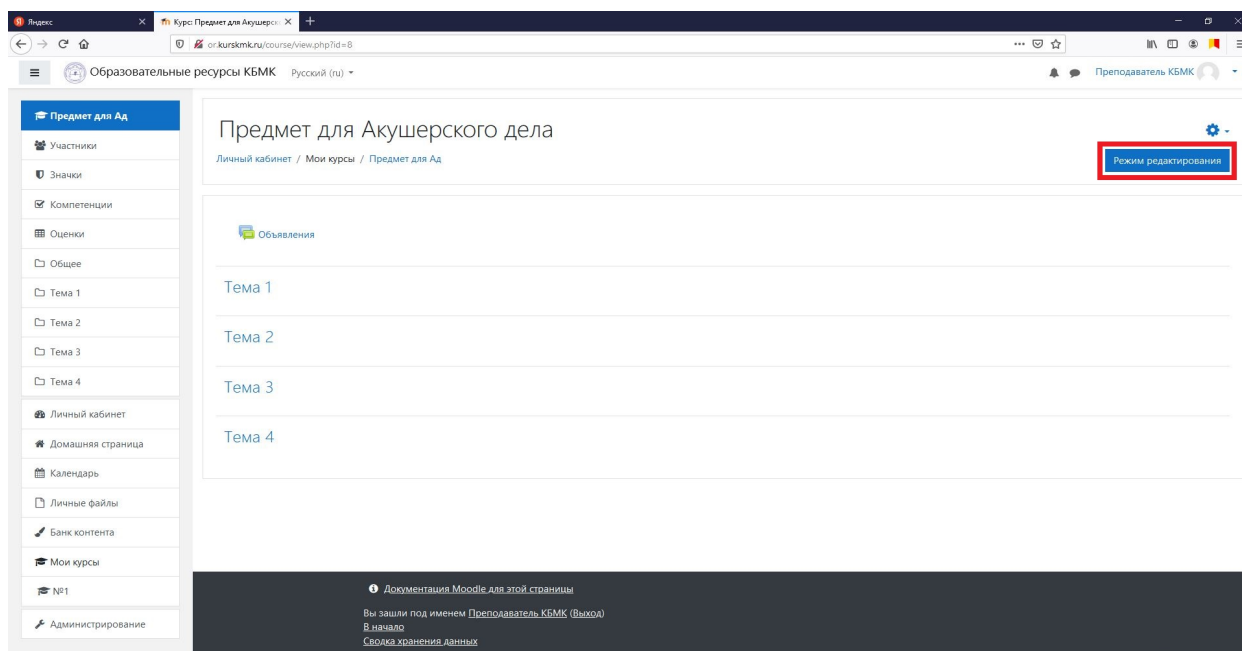 Яндекс
Курс: Предмет для Акушерск
or.kurskmk.ru/course/view.php?id=8
Образовательные ресурсы КБМК Русский (ru)
Преподаватель КБМК
Предмет для Ад
Участники
Значки
Компетенции
Оценки
Общее
Тема 1
Тема 2
Тема 3
Тема 4
Личный кабинет
Домашняя страница
Календарь
Личные файлы
Банк контента
Мои курсы
№1
Администрирование
Предмет для Акушерского дела
Личный кабинет / Мои курсы / Предмет для Ад
Режим редактирования
Объявления
Тема 1
Тема 2
Тема 3
Тема 4
Документация Moodle для этой страницы
Вы зашли под именем Преподаватель КБМК (Выход)
В начало
Сводка хранения данных